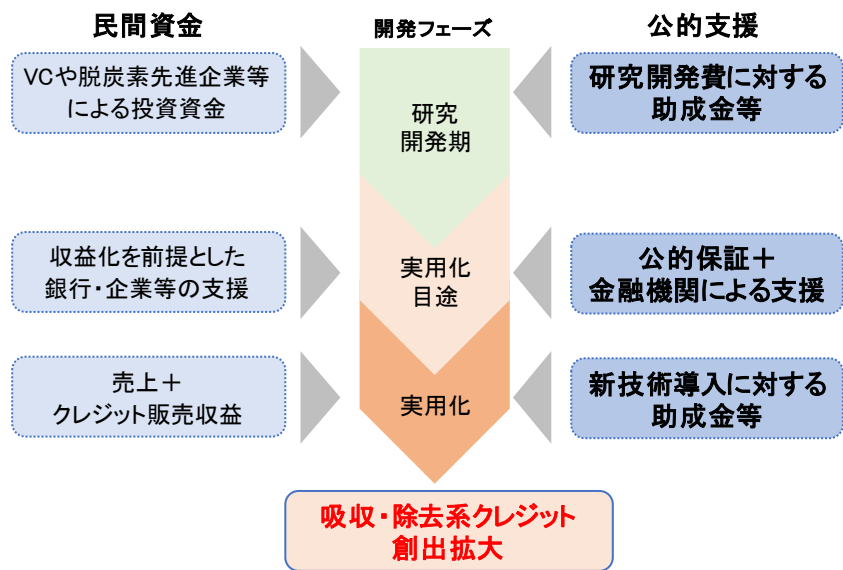 民間資金
開発フェーズ
公的支援
VCや脱炭素先進企業等
による投資資金
研究
開発期
研究開発費に対する
助成金等
収益化を前提とした
銀行・企業等の支援
実用化
目途
公的保証＋
金融機関による支援
売上＋
クレジット販売収益
実用化
新技術導入に対する
助成金等
吸収・除去系クレジット
創出拡大